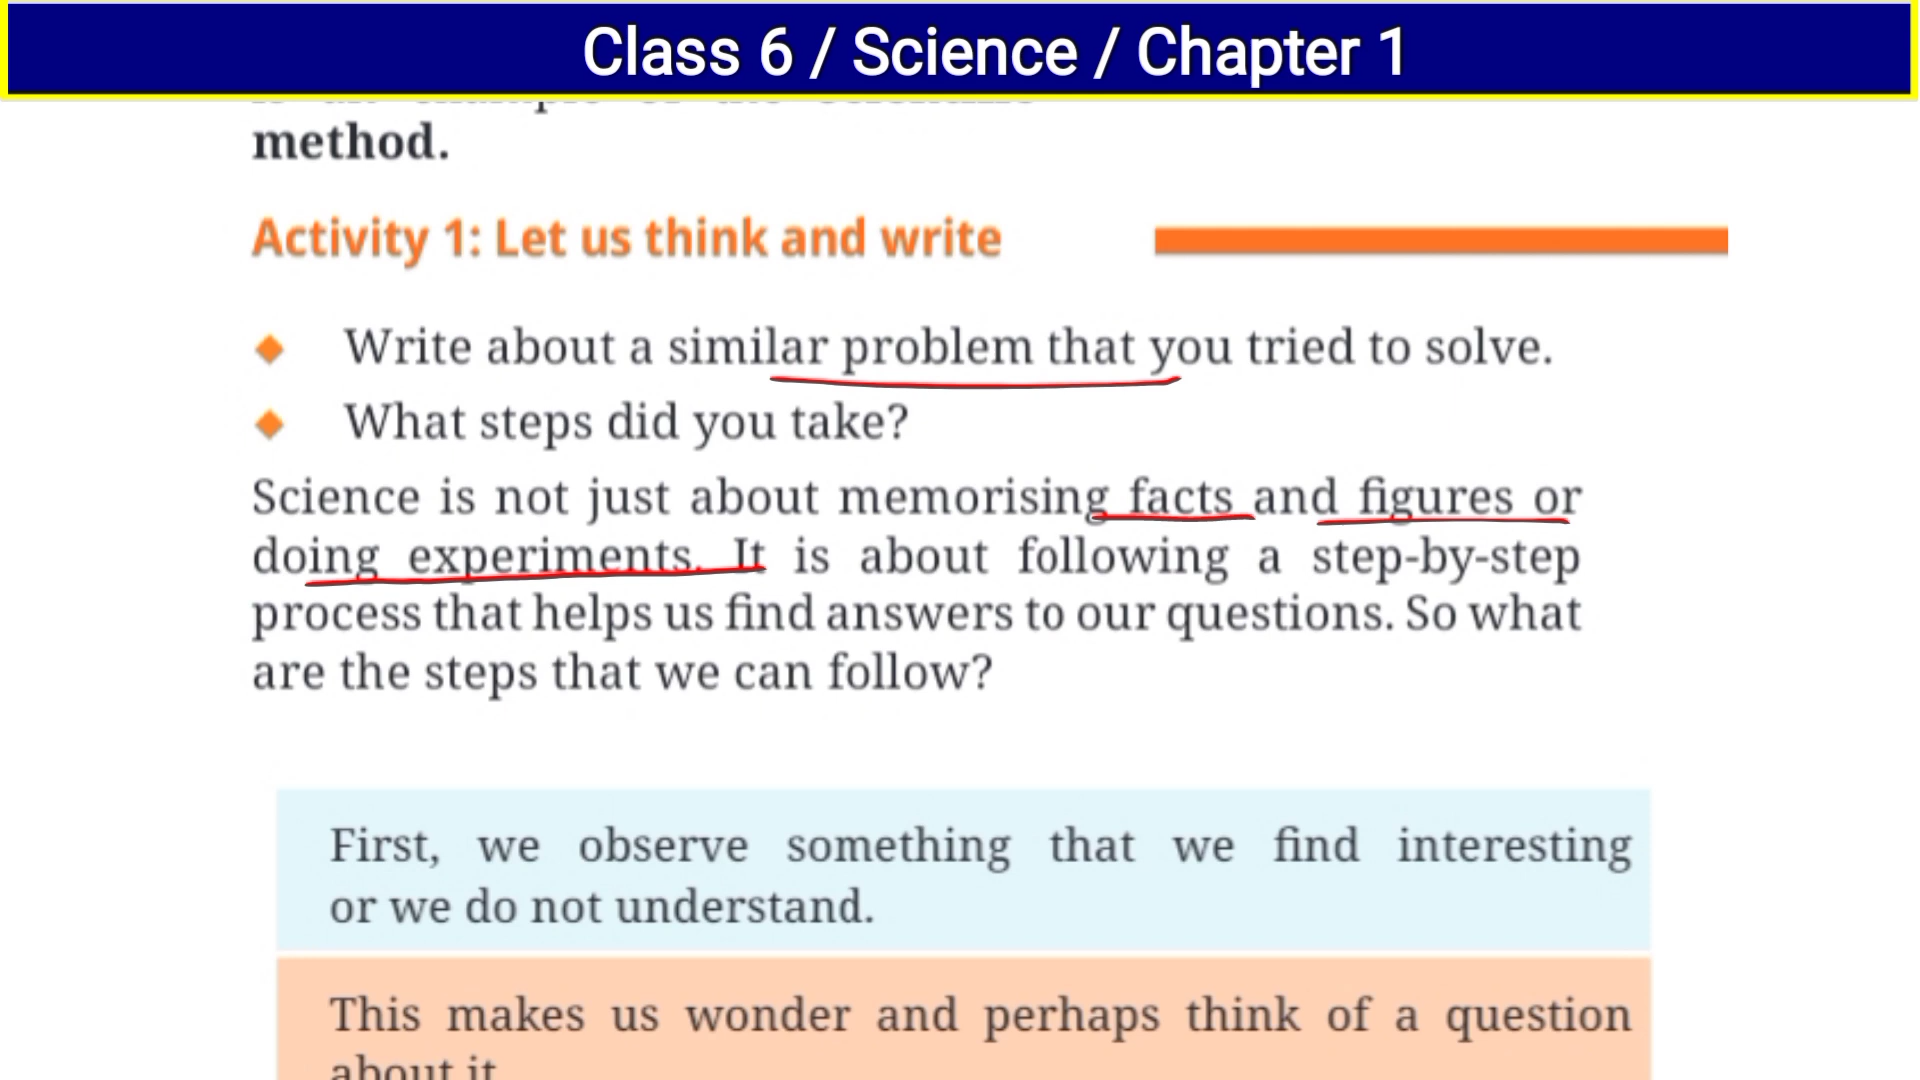 Class 6 / Science / Chapter 1
method.
Activity 1: Let us think and write
Write about a similar problem that you tried to solve.
What steps did you take?
Science is not just about memorising facts and figures or
doing experiments. It is about following a step-by-step
process that helps us find answers to our questions. So what
are the steps that we can follow?
First, we observe something that we find interesting
or we do not understand.
This makes us wonder and perhaps think of a question
about it